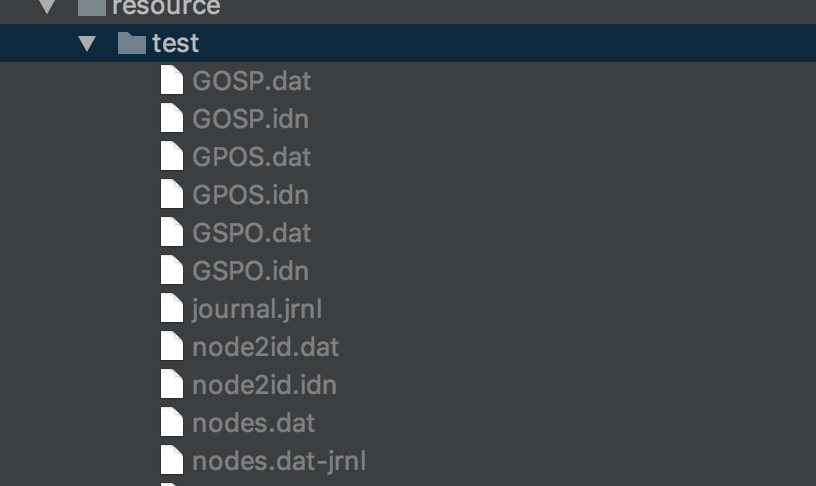 resource
test
GOSP.dat
GOSP.idn
GPOS.dat
GPOS.idn
GSPO.dat
GSPO.idn
journal.jrnl
node2id.dat
node2id.idn
nodes.dat
nodes.dat-jrnl